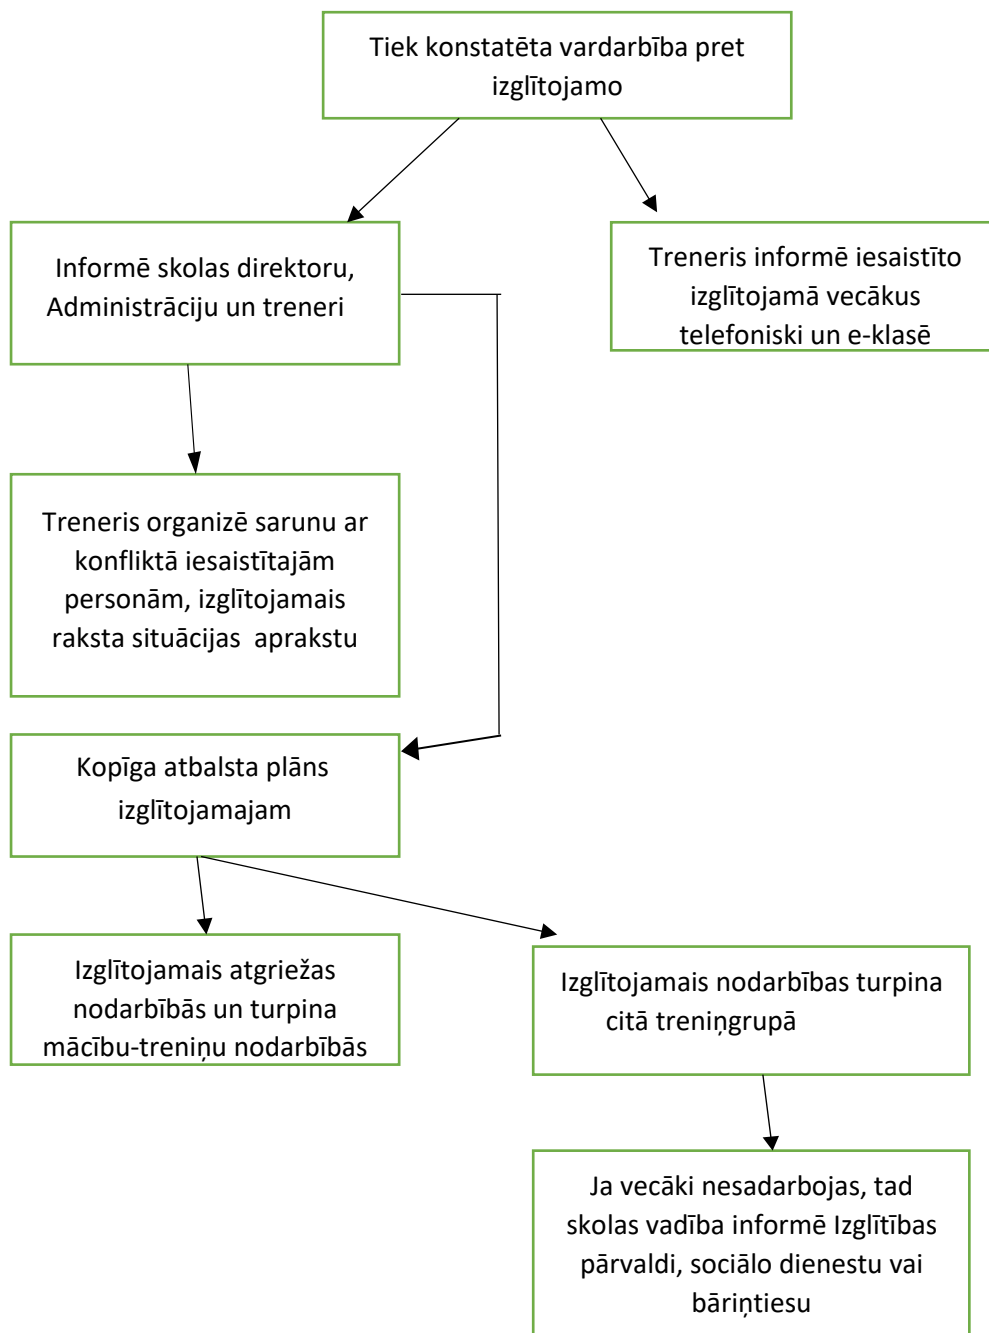 Tiek konstatēta vardarbība pret
izglītojamo
Informē skolas direktoru,
Administrāciju un treneri
Treneris informē iesaistīto
izglītojamā vecākus
telefoniski un e-klasē
Treneris organizē sarunu ar
konfliktā iesaistītajām
personām, izglītojamais
raksta situācijas aprakstu
Kopīga atbalsta plāns
izglītojamajam
Izglītojamais atgriežas
nodarbībās un turpina
mācību-treniņu nodarbībās
Izglītojamais nodarbības turpina
citā treniņgrupā
Ja vecāki nesadarbojas, tad
skolas vadība informē Izglītības
pārvaldi, sociālo dienestu vai
bāriņtiesu